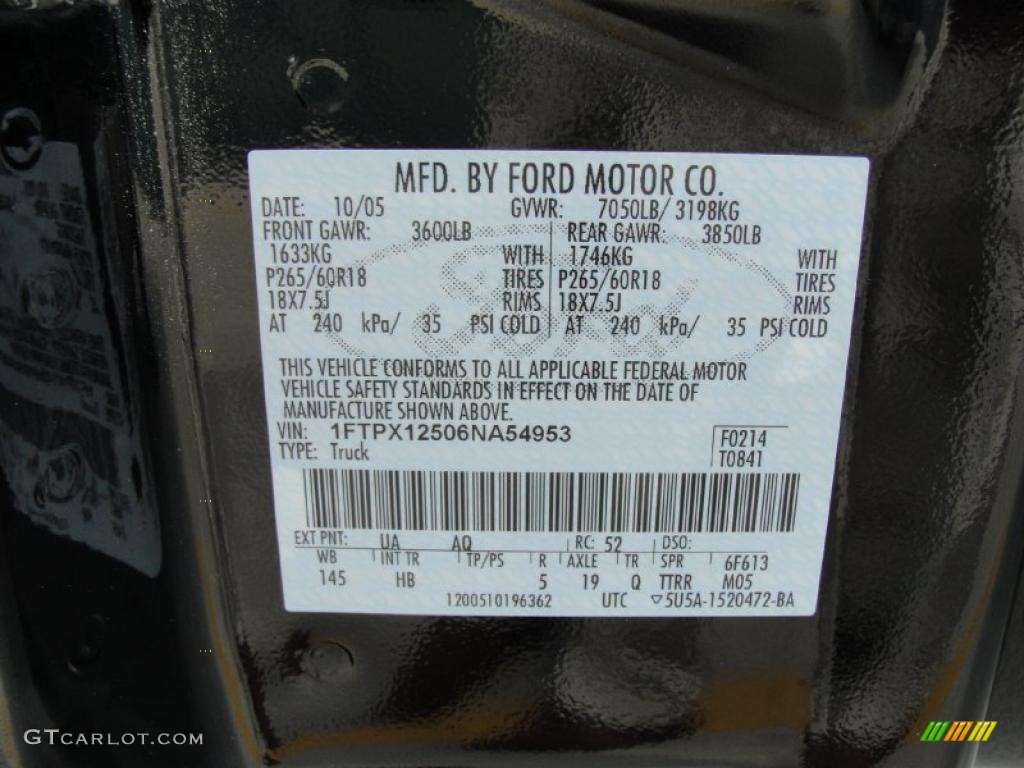 MFD. BY FORD MOTOR CO.
DATE: 10/05 GVWR: 7050LB/ 3198KG
FRONT GAWR: 3600LB REAR GAWR: 3850LB
1633KG WITH 1746KG WITH
P265/60R18 TIRES P265/60R18 TIRES
18X7.5J RIMS 18X7.5J RIMS
AT 240 kPa/ 35 PSI COLD AT 240 kPa/ 35 PSI COLD
THIS VEHICLE CONFORMS TO ALL APPLICABLE FEDERAL MOTOR
VEHICLE SAFETY STANDARDS IN EFFECT ON THE DATE OF
MANUFACTURE SHOWN ABOVE.
VIN: 1FTPX12506NA54953 F0214
TYPE: Truck T0841
EXT PNT: UA AQ RC: 52 DSO:
WB INT TR TP/PS R AXLE TR SPR 6F613
145 HB 5 19 Q TTRR M05
1200510196362 UTC ▽5U5A-1520472-BA
Ford
GTCARLOT.COM